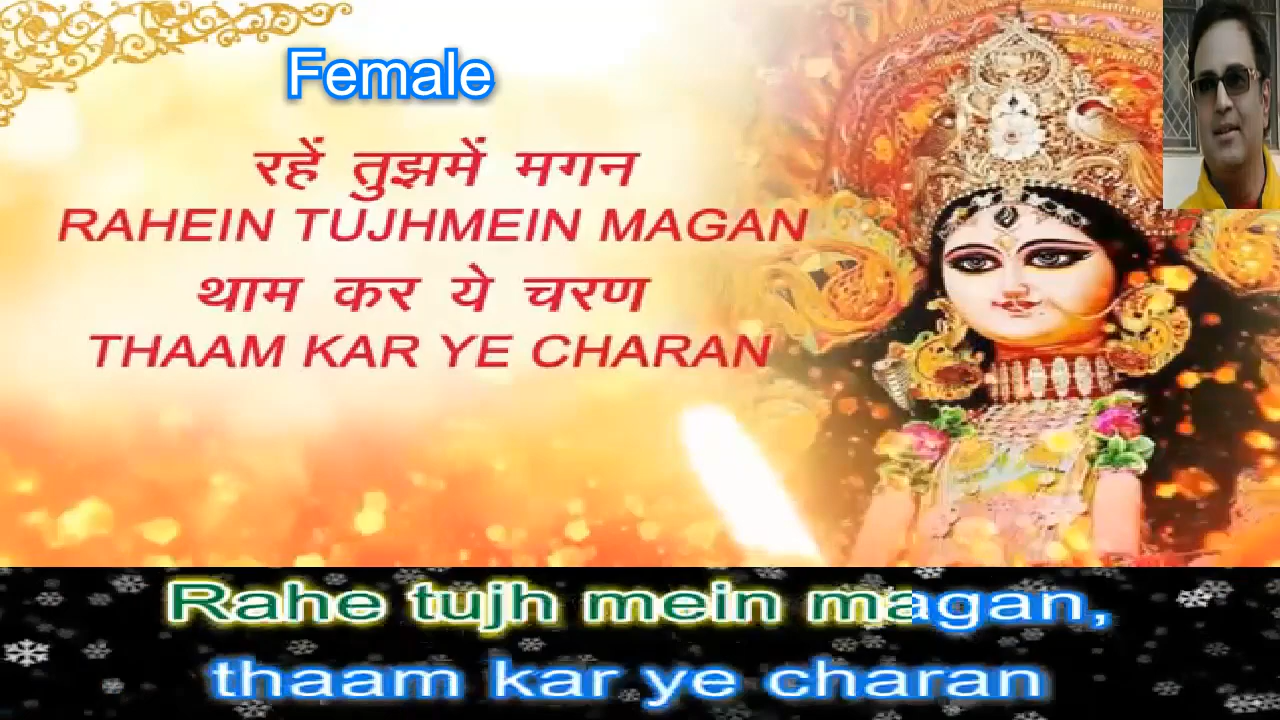 Female
रहें तुझमें मगन
RAHEIN TUJHMEIN MAGAN
थाम कर ये चरण
THAAM KAR YE CHARAN
Rahe tujh mein magan,
thaam kar ye charan